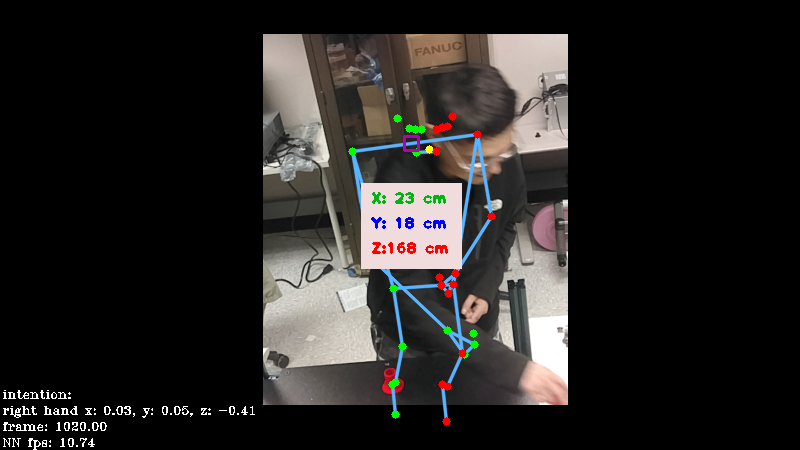 FANUC
X: 23 cm
Y: 18 cm
Z:168 cm
intention:
right hand x: 0.03, y: 0.05, z: -0.41
frame: 1020.00
NN fps: 10.74